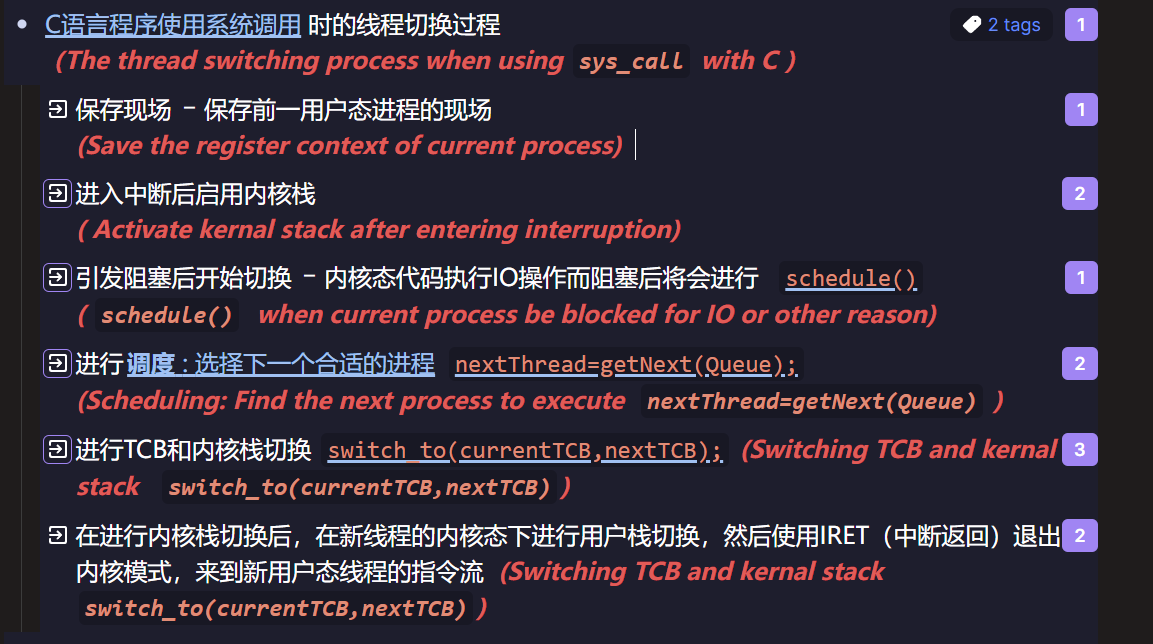 C语言程序使用系统调用 时的线程切换过程 2 tags 1
(The thread switching process when using sys_call with C )
保存现场 - 保存前一用户态进程的现场 1
(Save the register context of current process)
进入中断后启用内核栈 2
( Activate kernal stack after entering interruption)
引发阻塞后开始切换 - 内核态代码执行IO操作而阻塞后将会进行 schedule() 1
( schedule() when current process be blocked for IO or other reason)
进行调度 : 选择下一个合适的进程 nextThread=getNext(Queue); 2
(Scheduling: Find the next process to execute nextThread=getNext(Queue) )
进行TCB和内核栈切换 switch_to(currentTCB,nextTCB); (Switching TCB and kernal 3
stack switch_to(currentTCB,nextTCB) )
在进行内核栈切换后，在新线程的内核态下进行用户栈切换，然后使用IRET（中断返回）退出 2
内核模式，来到新用户态线程的指令流 (Switching TCB and kernal stack
switch_to(currentTCB,nextTCB) )